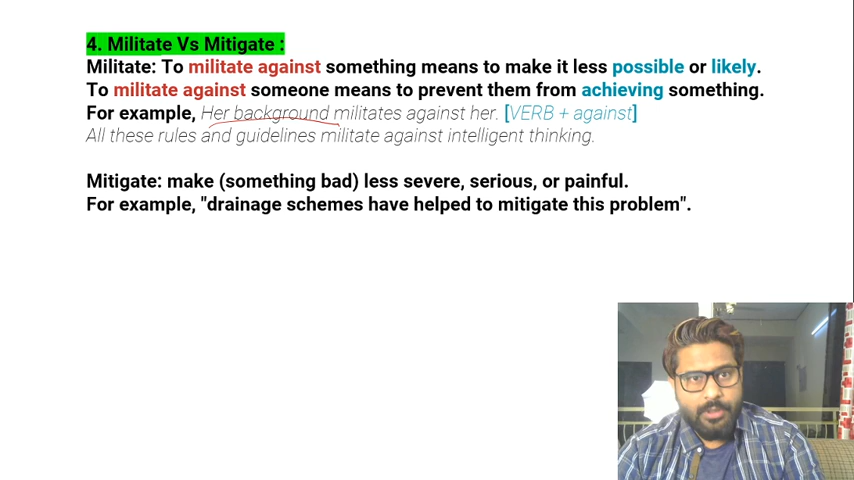 4. Militate Vs Mitigate :
Militate: To militate against something means to make it less possible or likely.
To militate against someone means to prevent them from achieving something.
For example, Her background militates against her. [VERB + against]
All these rules and guidelines militate against intelligent thinking.
Mitigate: make (something bad) less severe, serious, or painful.
For example, "drainage schemes have helped to mitigate this problem".